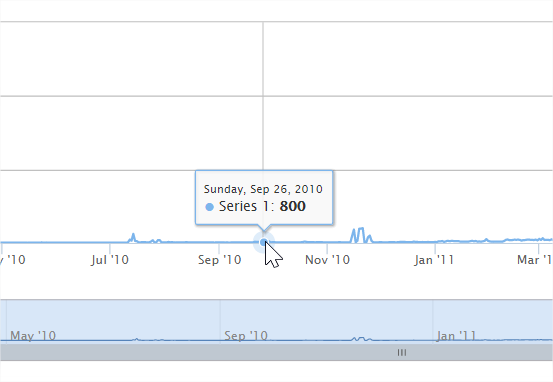 Sunday, Sep 26, 2010
Series 1: 800
'10 Jul '10 Sep '10 Nov '10 Jan '11 Mar '
May '10 Sep '10 Jan '11